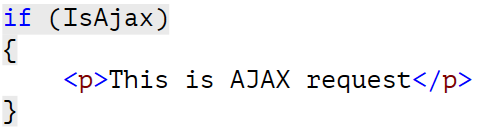 if (IsAjax)
{
    <p>This is AJAX request</p>
}